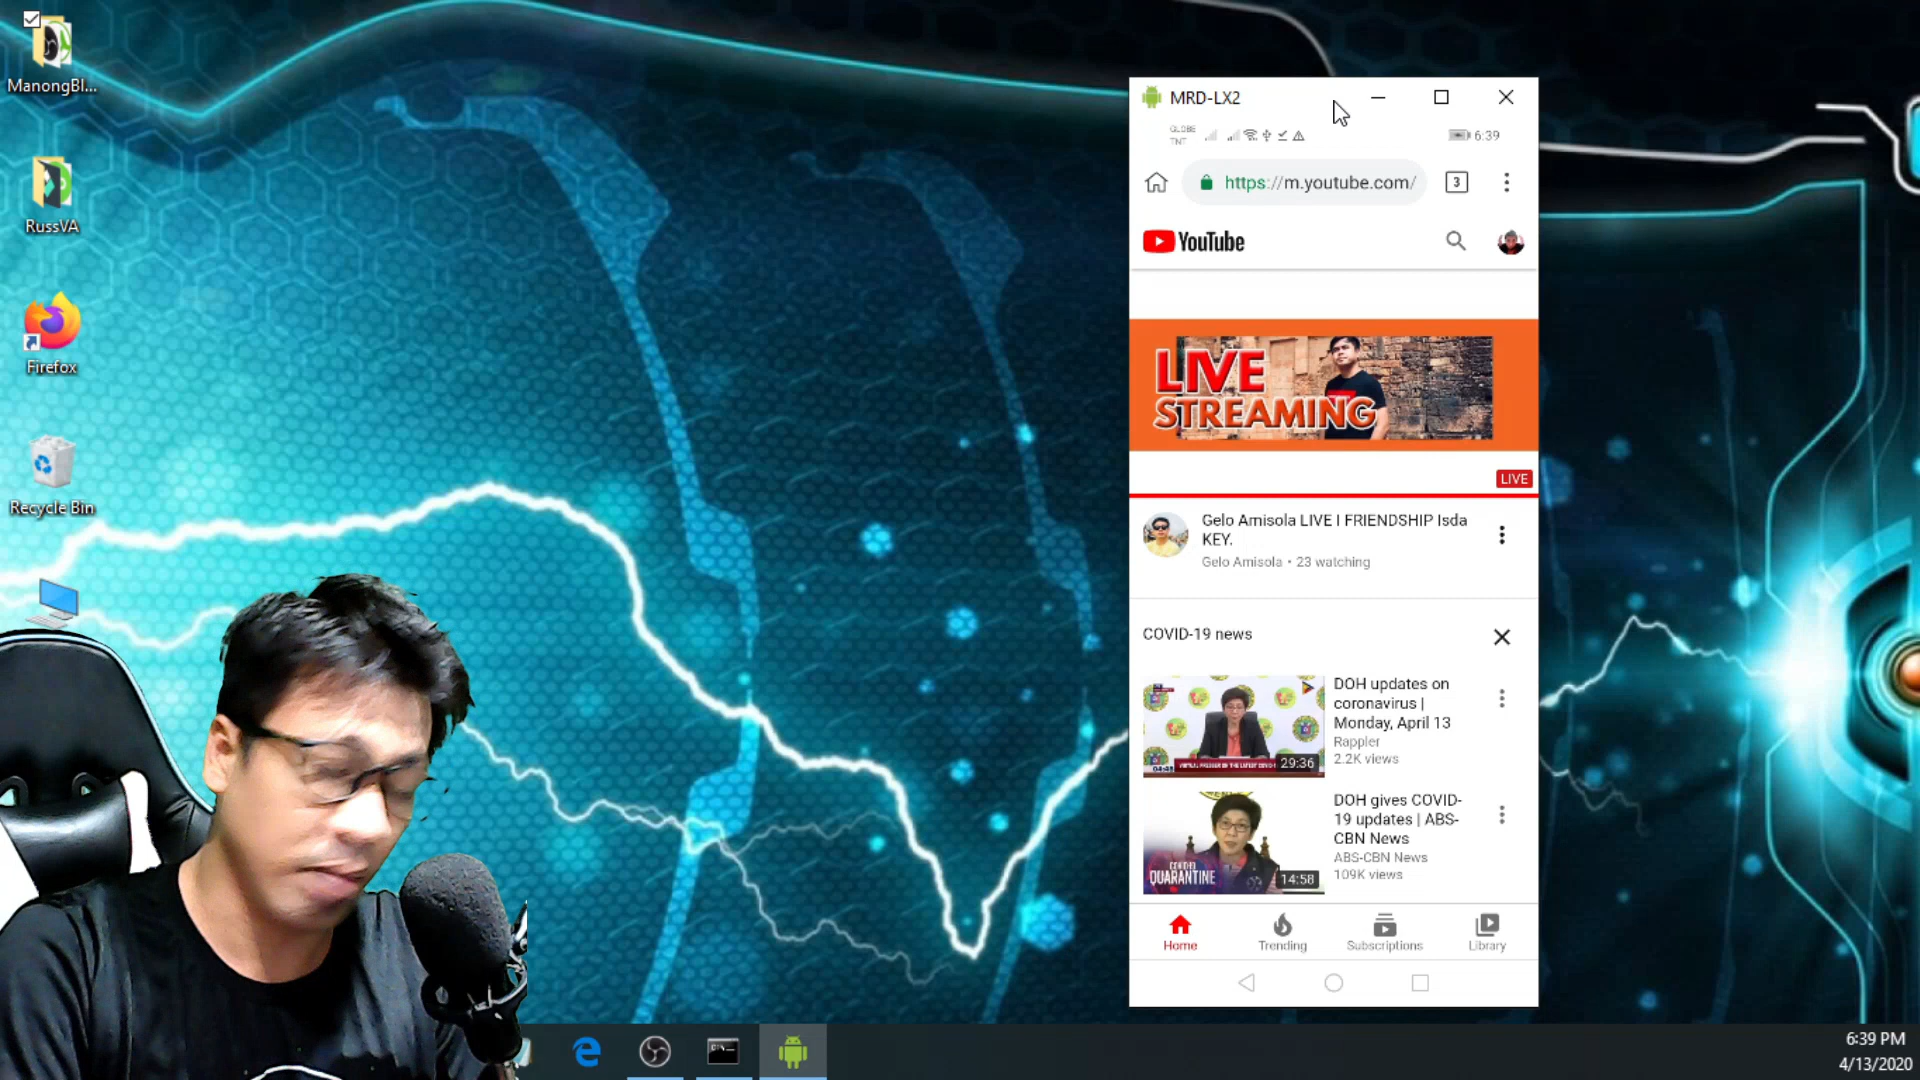 ManongBl...
RussVA
Firefox
Recycle Bin
MRD-LX2
GLOBE
TNT
6:39
https://m.youtube.com/
3
YouTube
LIVE
STREAMING
LIVE
Gelo Amisola LIVE I FRIENDSHIP Isda
KEY.
Gelo Amisola • 23 watching
COVID-19 news
DOH updates on
coronavirus |
Monday, April 13
Rappler
2.2K views
29:36
DOH gives COVID-
19 updates | ABS-
CBN News
ABS-CBN News
109K views
QUARANTINE
14:58
Home
Trending
Subscriptions
Library
6:39 PM
4/13/2020